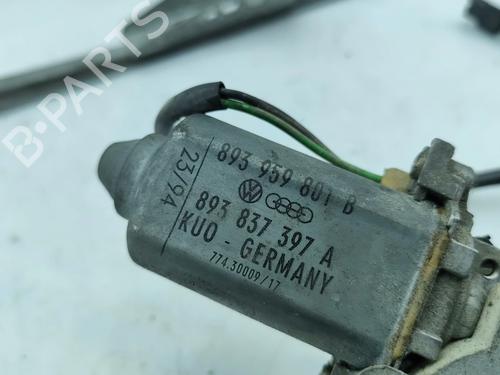 B-PARTS
23/94
893 959 801 B
893 837 397 A
KUO - GERMANY
774.30009/17